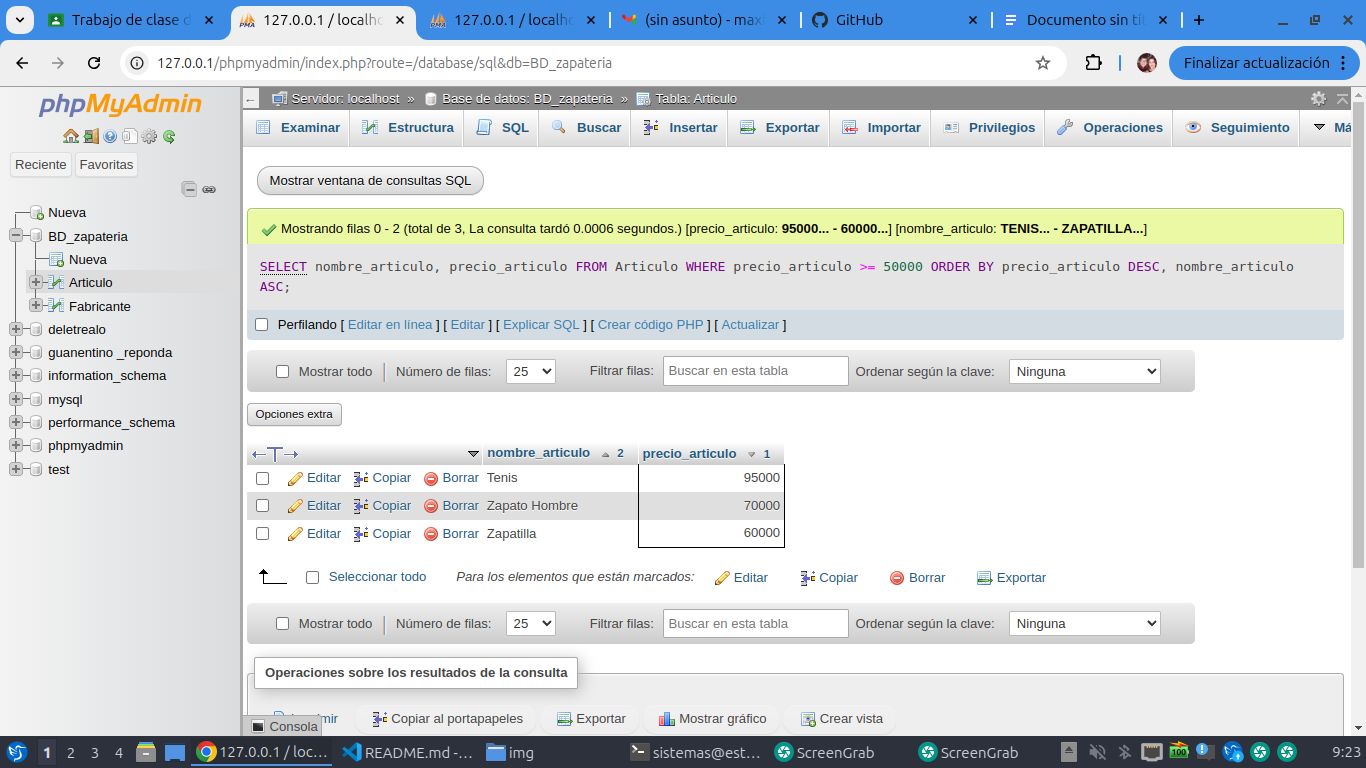 Trabajo de clase d
127.0.0.1 / localho
127.0.0.1 / localho
(sin asunto) - maxi
GitHub
Documento sin tít
127.0.0.1/phpmyadmin/index.php?route=/database/sql&db=BD_zapateria
Finalizar actualización
phpMyAdmin
Reciente
Favoritas
Nueva
BD_zapateria
Nueva
Articulo
Fabricante
deletrealo
guanentino _reponda
information_schema
mysql
performance_schema
phpmyadmin
test
Servidor: localhost » Base de datos: BD_zapateria » Tabla: Articulo
Examinar Estructura SQL Buscar Insertar Exportar Importar Privilegios Operaciones Seguimiento Má
Mostrar ventana de consultas SQL
Mostrando filas 0 - 2 (total de 3, La consulta tardó 0.0006 segundos.) [precio_articulo: 95000... - 60000...] [nombre_articulo: TENIS... - ZAPATILLA...]
SELECT nombre_articulo, precio_articulo FROM Articulo WHERE precio_articulo >= 50000 ORDER BY precio_articulo DESC, nombre_articulo
ASC;
Perfilando [ Editar en línea ] [ Editar ] [ Explicar SQL ] [ Crear código PHP ] [ Actualizar ]
Mostrar todo | Número de filas: 25 Filtrar filas: Buscar en esta tabla Ordenar según la clave: Ninguna
Opciones extra
nombre_articulo 2 precio_articulo 1
Editar Copiar Borrar Tenis 95000
Editar Copiar Borrar Zapato Hombre 70000
Editar Copiar Borrar Zapatilla 60000
Seleccionar todo Para los elementos que están marcados: Editar Copiar Borrar Exportar
Mostrar todo | Número de filas: 25 Filtrar filas: Buscar en esta tabla Ordenar según la clave: Ninguna
Operaciones sobre los resultados de la consulta
Copiar al portapapeles Exportar Mostrar gráfico Crear vista
Consola
1 2 3 4 127.0.0.1 / loc... README.md -... img sistemas@est... ScreenGrab ScreenGrab 100 9:23